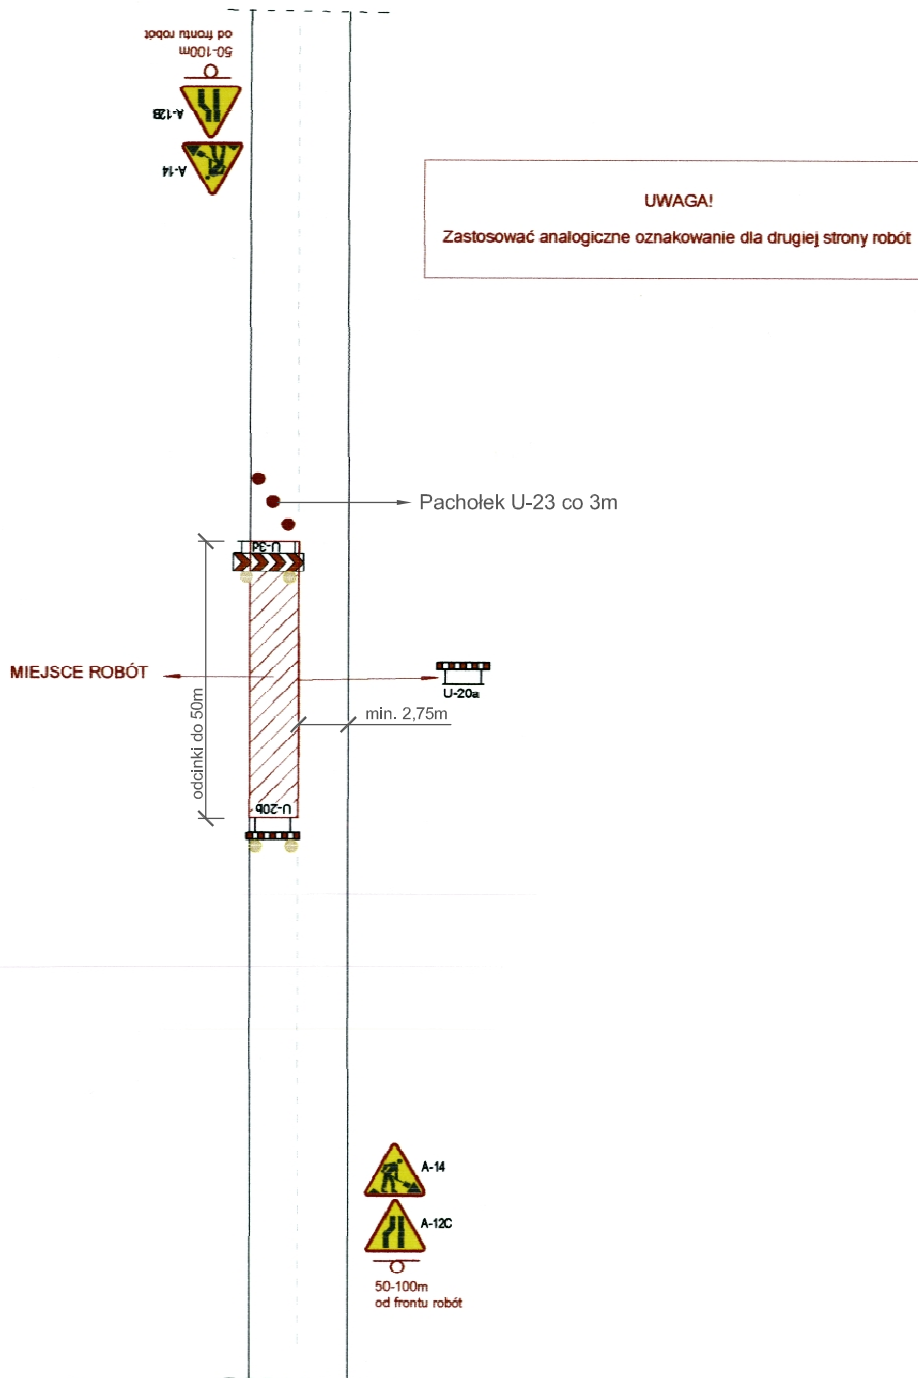 50-100m
od frontu robót
A-12B
A-14
UWAGA!
Zastosować analogiczne oznakowanie dla drugiej strony robót
Pachołek U-23 co 3m
U-3d
MIEJSCE ROBÓT
U-20a
odcinki do 50m
min. 2,75m
U-20b
A-14
A-12C
50-100m
od frontu robót